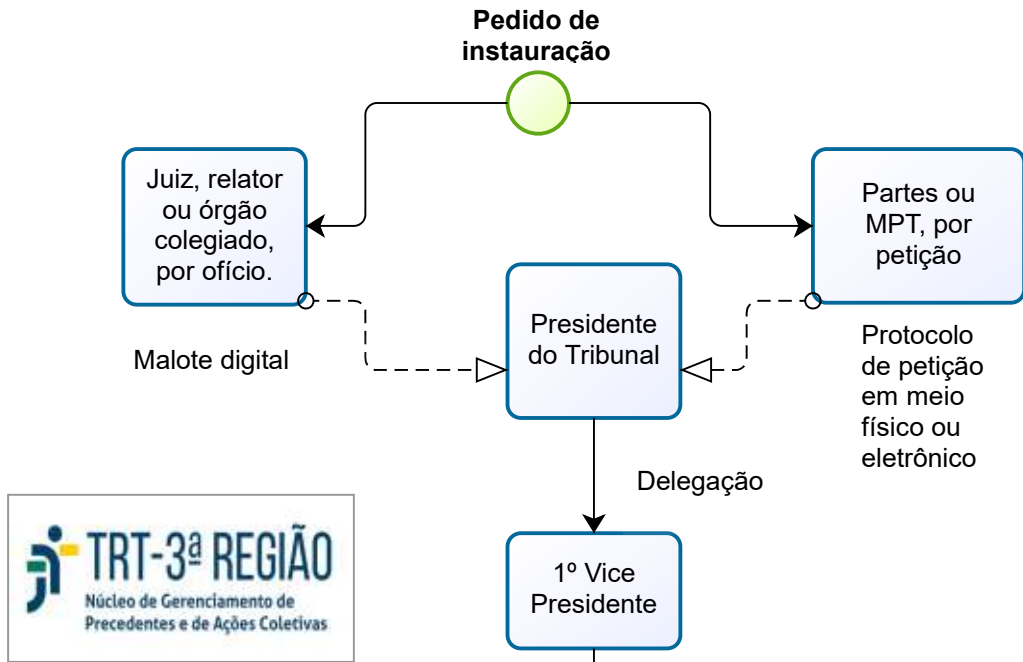 Pedido de
instauração
Juiz, relator
ou órgão
colegiado,
por ofício.
Partes ou
MPT, por
petição
Presidente
do Tribunal
Malote digital
Protocolo
de petição
em meio
físico ou
eletrônico
Delegação
1º Vice
Presidente
TRT-3ª REGIÃO
Núcleo de Gerenciamento de
Precedentes e de Ações Coletivas